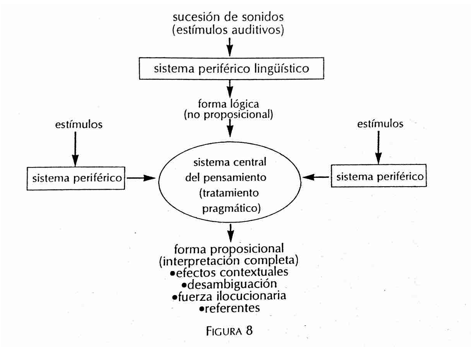 sucesión de sonidos
(estímulos auditivos)
sistema periférico lingüístico
forma lógica
(no proposicional)
estímulos
estímulos
sistema periférico
sistema central
del pensamiento
(tratamiento
pragmático)
sistema periférico
forma proposicional
(interpretación completa)
•efectos contextuales
•desambiguación
•fuerza ilocucionaria
•referentes
FIGURA 8